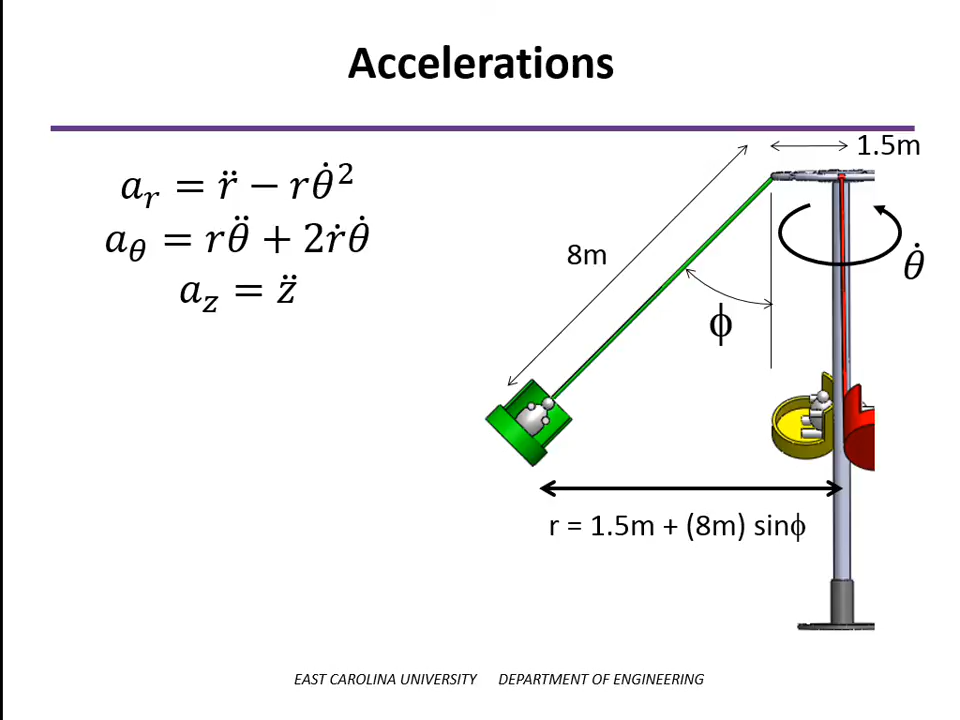 Accelerations
a_r = r̈ − rθ̇²
a_θ = rθ̈ + 2ṙθ̇
a_z = z̈
1.5m
8m
θ̇
ϕ
r = 1.5m + (8m) sinϕ
EAST CAROLINA UNIVERSITY DEPARTMENT OF ENGINEERING